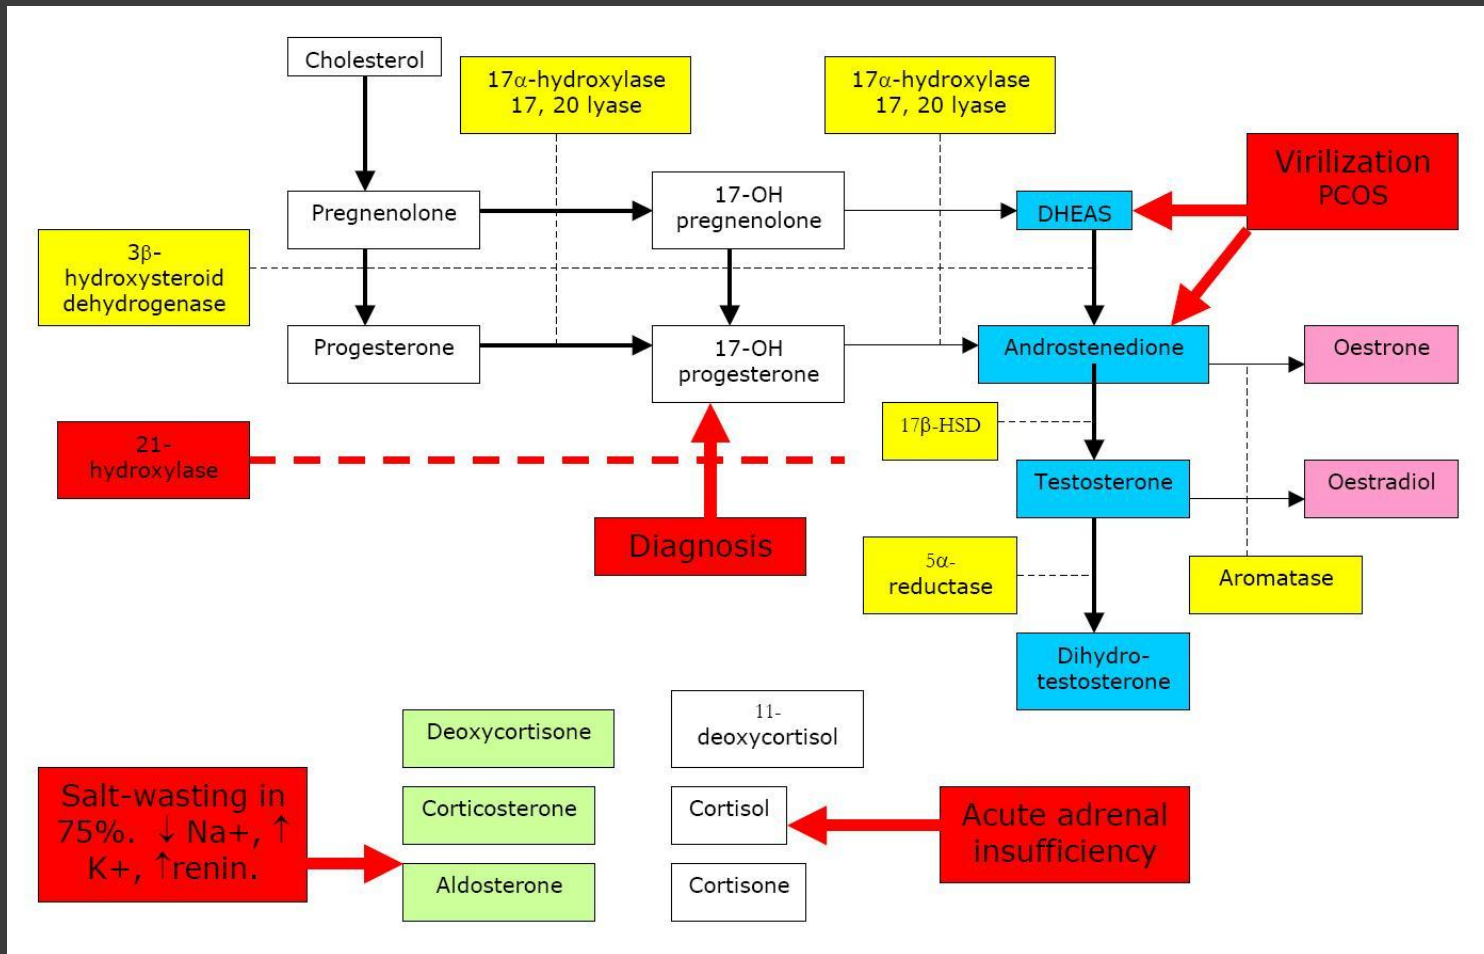 Cholesterol
17α-hydroxylase
17, 20 lyase
17α-hydroxylase
17, 20 lyase
Virilization
PCOS
Pregnenolone
17-OH
pregnenolone
DHEAS
3β-
hydroxysteroid
dehydrogenase
Progesterone
17-OH
progesterone
Androstenedione
Oestrone
17β-HSD
21-
hydroxylase
Testosterone
Oestradiol
Diagnosis
5α-
reductase
Aromatase
Dihydro-
testosterone
Deoxycortisone
11-
deoxycortisol
Salt-wasting in
75%. ↓ Na+, ↑
K+, ↑renin.
Corticosterone
Cortisol
Acute adrenal
insufficiency
Aldosterone
Cortisone